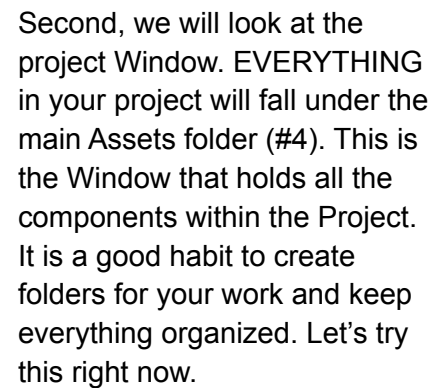 Second, we will look at the
project Window. EVERYTHING
in your project will fall under the
main Assets folder (#4). This is
the Window that holds all the
components within the Project.
It is a good habit to create
folders for your work and keep
everything organized. Let’s try
this right now.